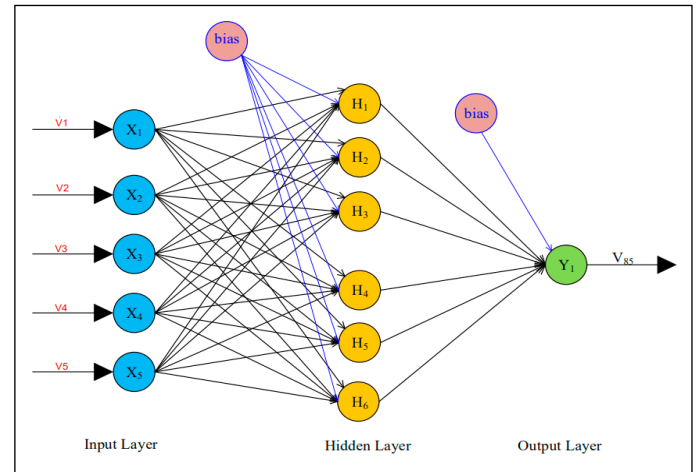 bias
V1
X1
H1
bias
H2
V2
X2
H3
V3
X3
Y1
V85
V4
X4
H4
H5
V5
X5
H6
Input Layer
Hidden Layer
Output Layer